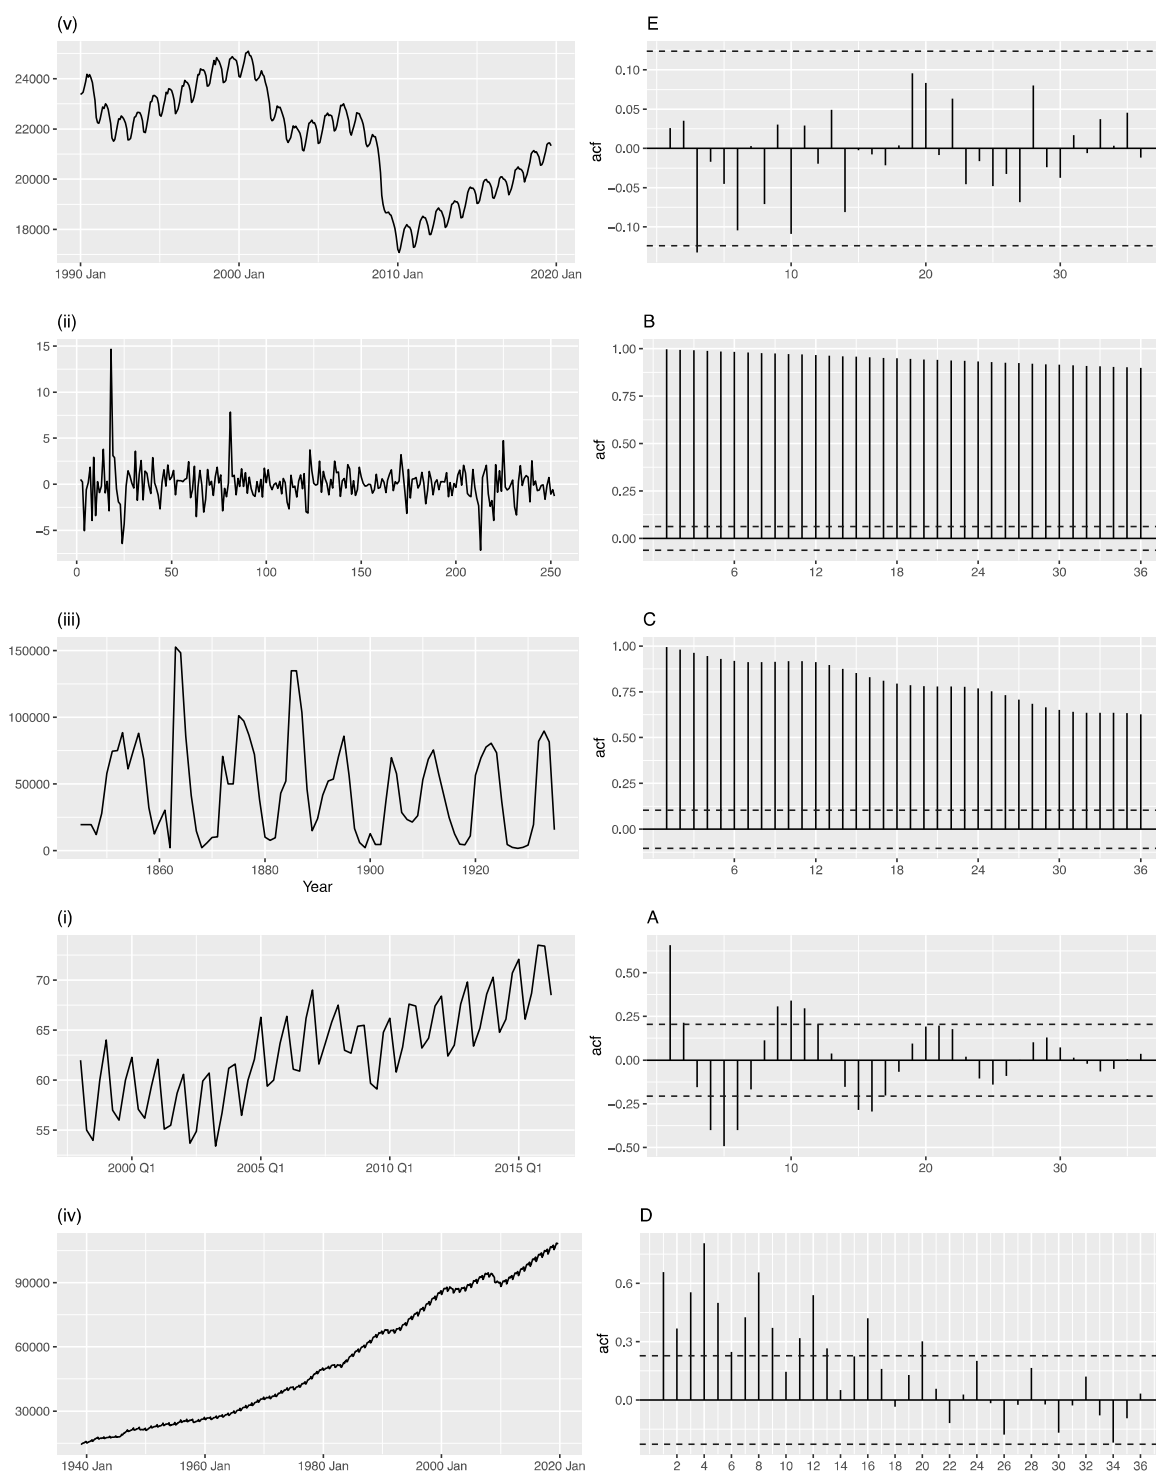 (v)
24000
22000
20000
18000
1990 Jan 2000 Jan 2010 Jan 2020 Jan
E
acf
0.10
0.05
0.00
−0.05
−0.10
10 20 30
(ii)
15
10
5
0
−5
0 50 100 150 200 250
B
acf
1.00
0.75
0.50
0.25
0.00
6 12 18 24 30 36
(iii)
150000
100000
50000
0
1860 1880 1900 1920
Year
C
acf
1.00
0.75
0.50
0.25
0.00
6 12 18 24 30 36
(i)
70
65
60
55
2000 Q1 2005 Q1 2010 Q1 2015 Q1
A
acf
0.50
0.25
0.00
−0.25
−0.50
10 20 30
(iv)
90000
60000
30000
1940 Jan 1960 Jan 1980 Jan 2000 Jan 2020 Jan
D
acf
0.6
0.3
0.0
2 4 6 8 10 12 14 16 18 20 22 24 26 28 30 32 34 36